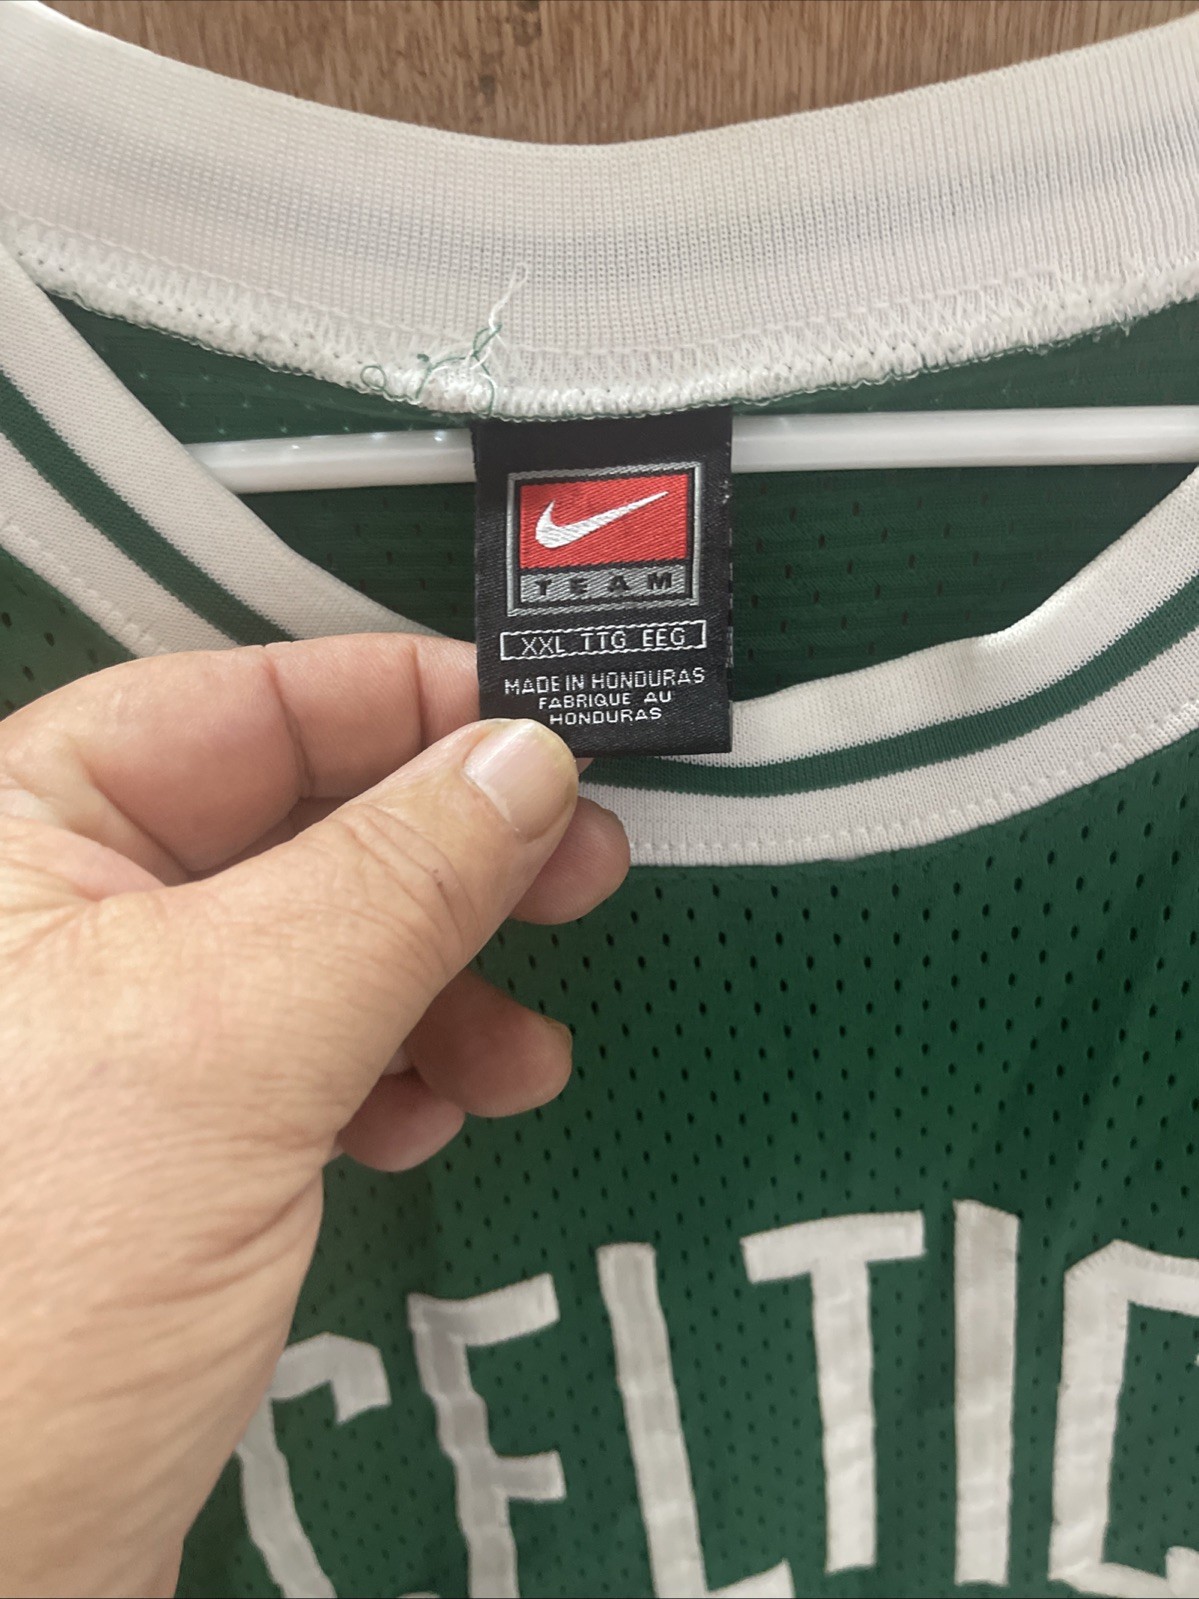 TEAM
XXL TTG EEG
MADE IN HONDURAS
FABRIQUE AU
HONDURAS
CELTIC